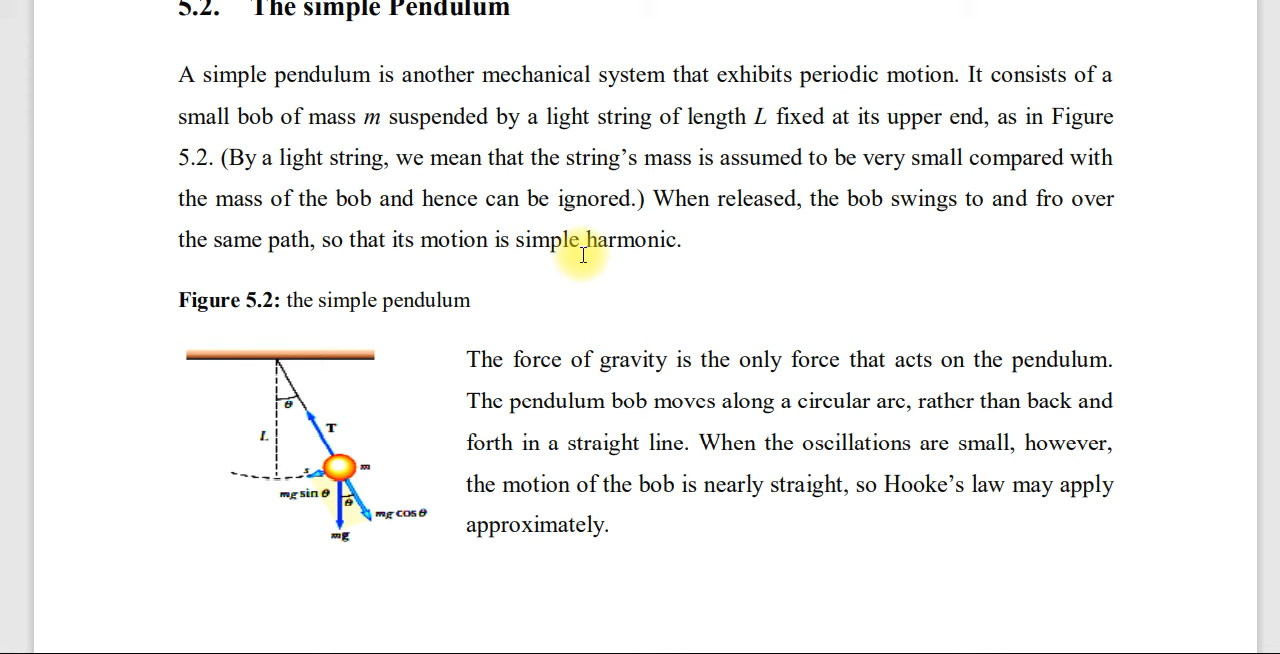 5.2. The simple Pendulum
A simple pendulum is another mechanical system that exhibits periodic motion. It consists of a
small bob of mass m suspended by a light string of length L fixed at its upper end, as in Figure
5.2. (By a light string, we mean that the string’s mass is assumed to be very small compared with
the mass of the bob and hence can be ignored.) When released, the bob swings to and fro over
the same path, so that its motion is simple harmonic.
Figure 5.2: the simple pendulum
The force of gravity is the only force that acts on the pendulum.
The pendulum bob moves along a circular arc, rather than back and
forth in a straight line. When the oscillations are small, however,
the motion of the bob is nearly straight, so Hooke’s law may apply
approximately.
θ
T
L
s
m
mg sin θ
θ
mg cos θ
mg